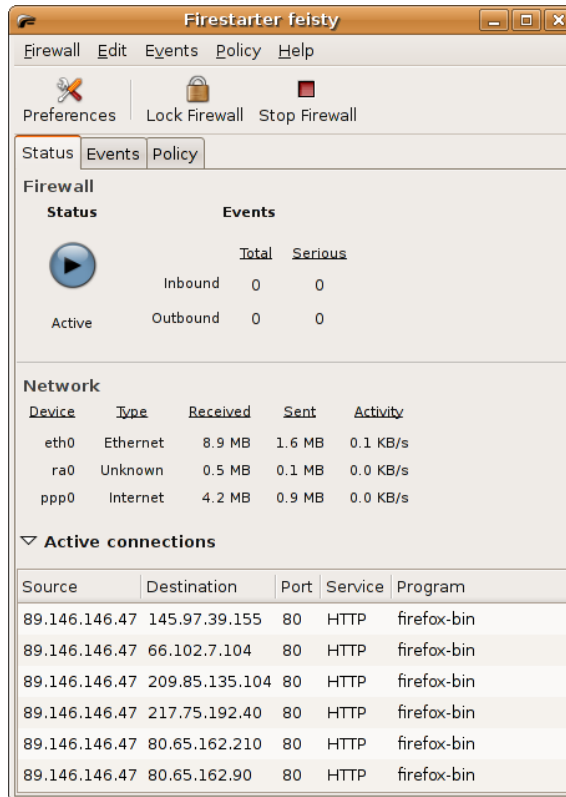 Firestarter feisty
Firewall Edit Events Policy Help
Preferences Lock Firewall Stop Firewall
Status Events Policy
Firewall
Status Events
Total Serious
Inbound 0 0
Active Outbound 0 0
Network
Device Type Received Sent Activity
eth0 Ethernet 8.9 MB 1.6 MB 0.1 KB/s
ra0 Unknown 0.5 MB 0.1 MB 0.0 KB/s
ppp0 Internet 4.2 MB 0.9 MB 0.0 KB/s
Active connections
Source Destination Port Service Program
89.146.146.47 145.97.39.155 80 HTTP firefox-bin
89.146.146.47 66.102.7.104 80 HTTP firefox-bin
89.146.146.47 209.85.135.104 80 HTTP firefox-bin
89.146.146.47 217.75.192.40 80 HTTP firefox-bin
89.146.146.47 80.65.162.210 80 HTTP firefox-bin
89.146.146.47 80.65.162.90 80 HTTP firefox-bin